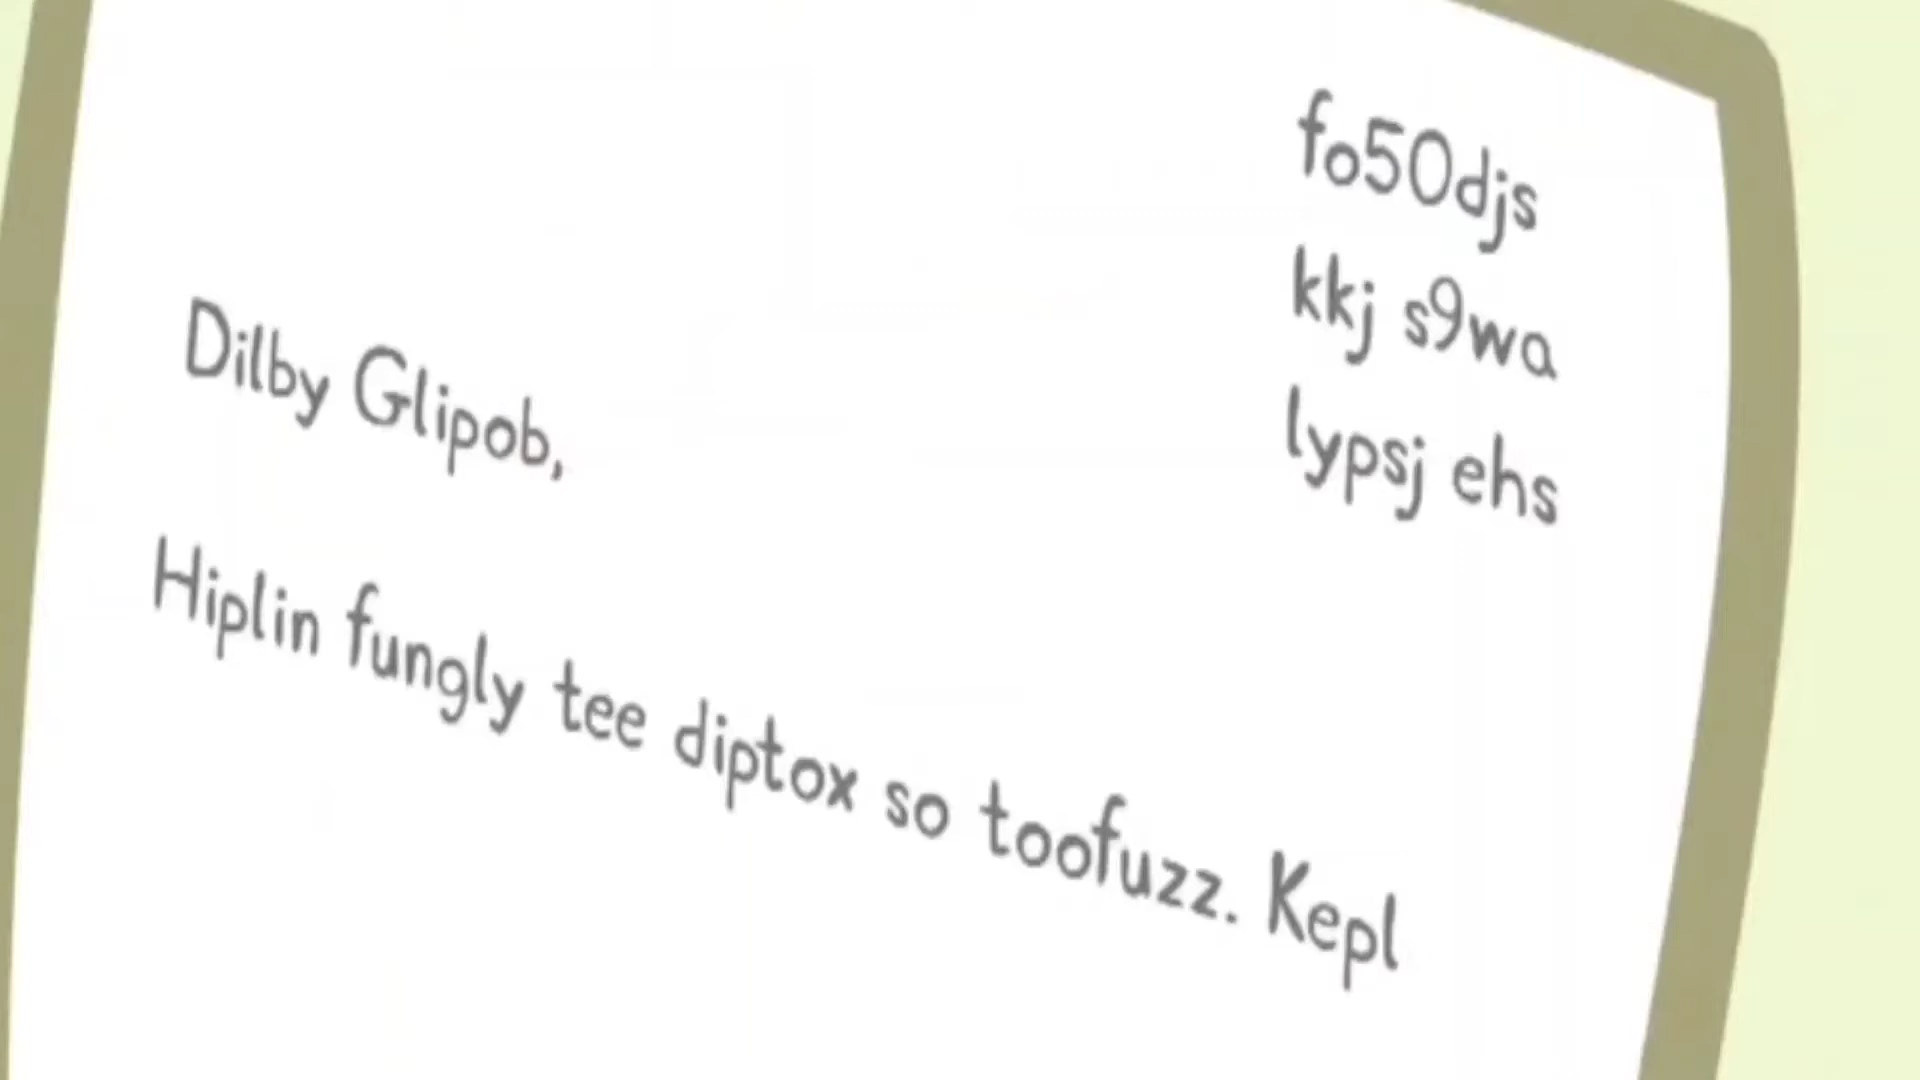 fo50djs
kkj s9wa
lypsj ehs
Dilby Glipob,
Hiplin fungly tee diptox so toofuzz. Kepl